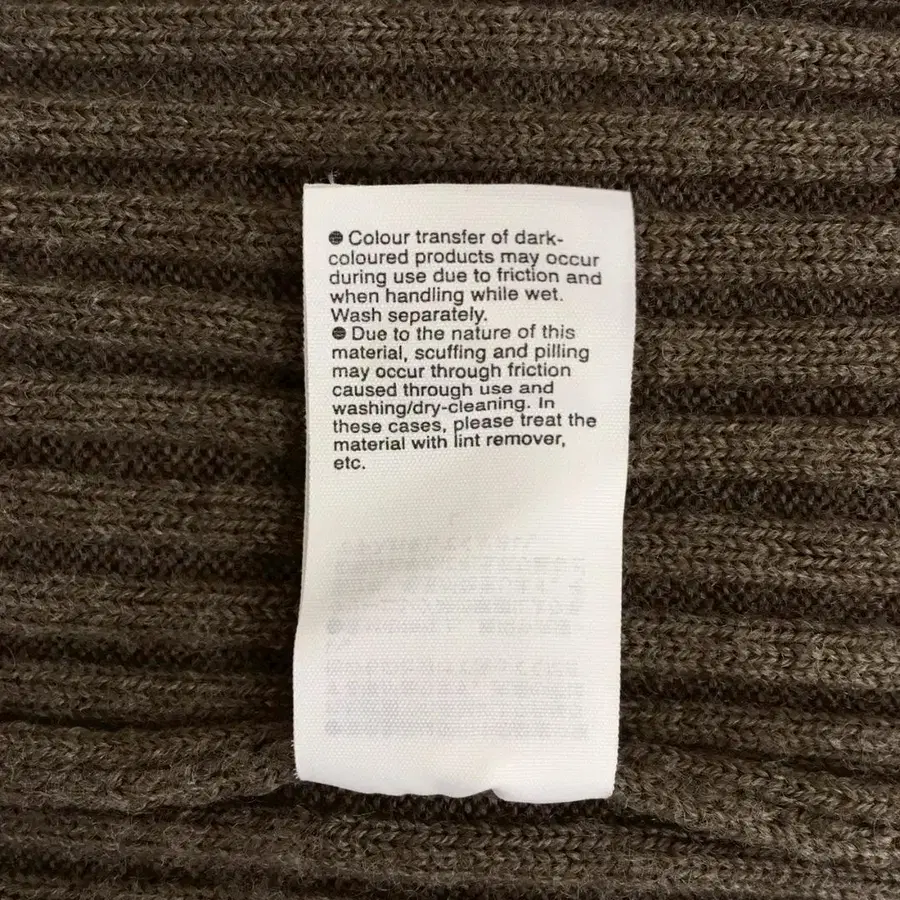 ● Colour transfer of dark-
coloured products may occur
during use due to friction and
when handling while wet.
Wash separately.
● Due to the nature of this
material, scuffing and pilling
may occur through friction
caused through use and
washing/dry-cleaning. In
these cases, please treat the
material with lint remover,
etc.